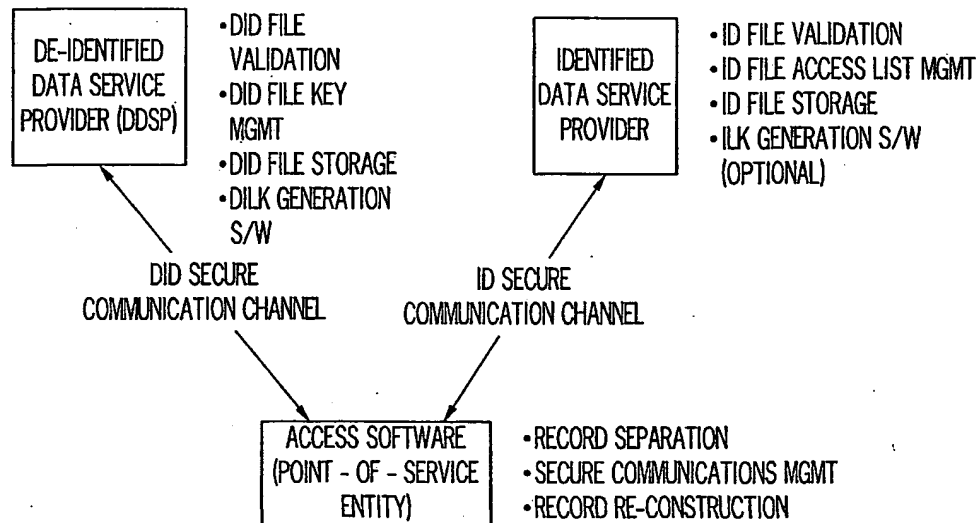 DE-IDENTIFIED
DATA SERVICE
PROVIDER (DDSP)
•DID FILE
VALIDATION
•DID FILE KEY
MGMT
•DID FILE STORAGE
•DILK GENERATION
S/W
IDENTIFIED
DATA SERVICE
PROVIDER
•ID FILE VALIDATION
•ID FILE ACCESS LIST MGMT
•ID FILE STORAGE
•ILK GENERATION S/W
(OPTIONAL)
DID SECURE
COMMUNICATION CHANNEL
ID SECURE
COMMUNICATION CHANNEL
ACCESS SOFTWARE
(POINT - OF - SERVICE
ENTITY)
•RECORD SEPARATION
•SECURE COMMUNICATIONS MGMT
•RECORD RE-CONSTRUCTION